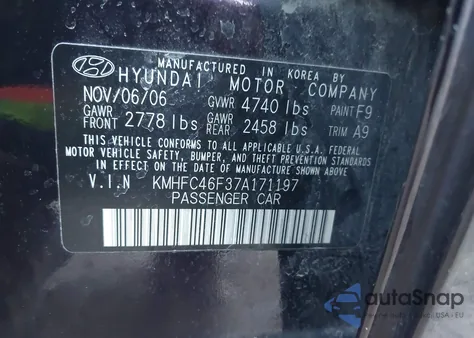 MANUFACTURED IN KOREA BY
HYUNDAI MOTOR COMPANY
NOV/06/06 GVWR 4740 lbs PAINT F9
GAWR FRONT 2778 lbs GAWR REAR 2458 lbs TRIM A9
THIS VEHICLE CONFORMS TO ALL APPLICABLE U.S.A. FEDERAL
MOTOR VEHICLE SAFETY, BUMPER, AND THEFT PREVENTION STANDARDS
IN EFFECT ON THE DATE OF MANUFACTURE SHOWN ABOVE.
V.I.N KMHFC46F37A171197
PASSENGER CAR
autoSnap